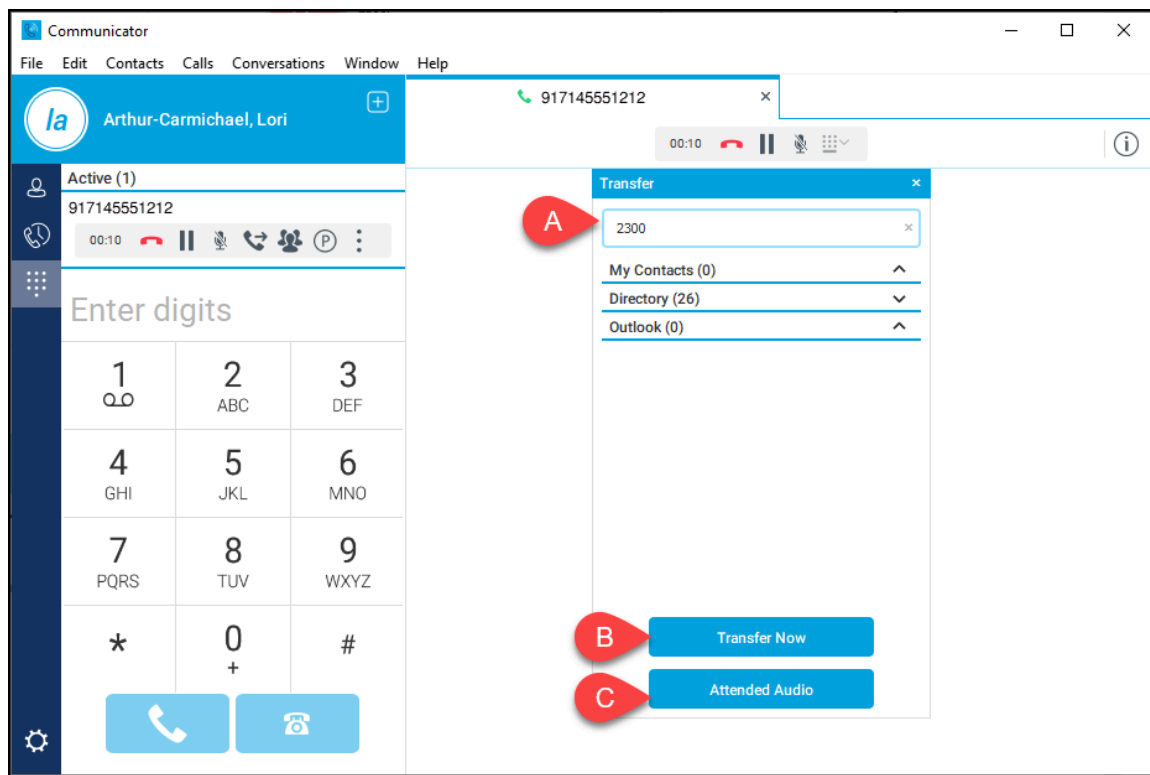 Communicator
File Edit Contacts Calls Conversations Window Help
la
Arthur-Carmichael, Lori
Active (1)
917145551212
00:10
P
Enter digits
1
2 ABC
3 DEF
4 GHI
5 JKL
6 MNO
7 PQRS
8 TUV
9 WXYZ
*
0 +
#
917145551212 ×
00:10
i
Transfer ×
A
2300 ×
My Contacts (0)
Directory (26)
Outlook (0)
B
Transfer Now
C
Attended Audio